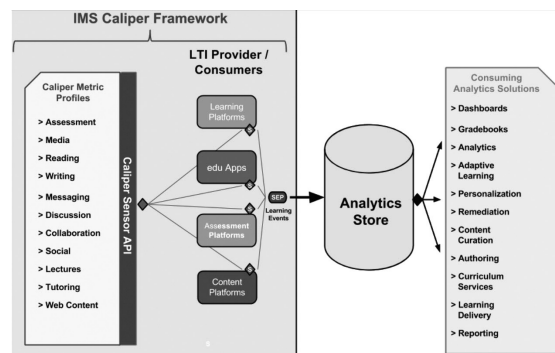 IMS Caliper Framework
LTI Provider /
Consumers
Caliper Metric
Profiles
> Assessment
> Media
> Reading
> Writing
> Messaging
> Discussion
> Collaboration
> Social
> Lectures
> Tutoring
> Web Content
Caliper Sensor API
Learning
Platforms
S
edu Apps
S
S
Assessment
Platforms
Content
Platforms
S
SEP
Learning
Events
Analytics
Store
Consuming
Analytics Solutions
> Dashboards
> Gradebooks
> Analytics
> Adaptive
Learning
> Personalization
> Remediation
> Content
Curation
> Authoring
> Curriculum
Services
> Learning
Delivery
> Reporting